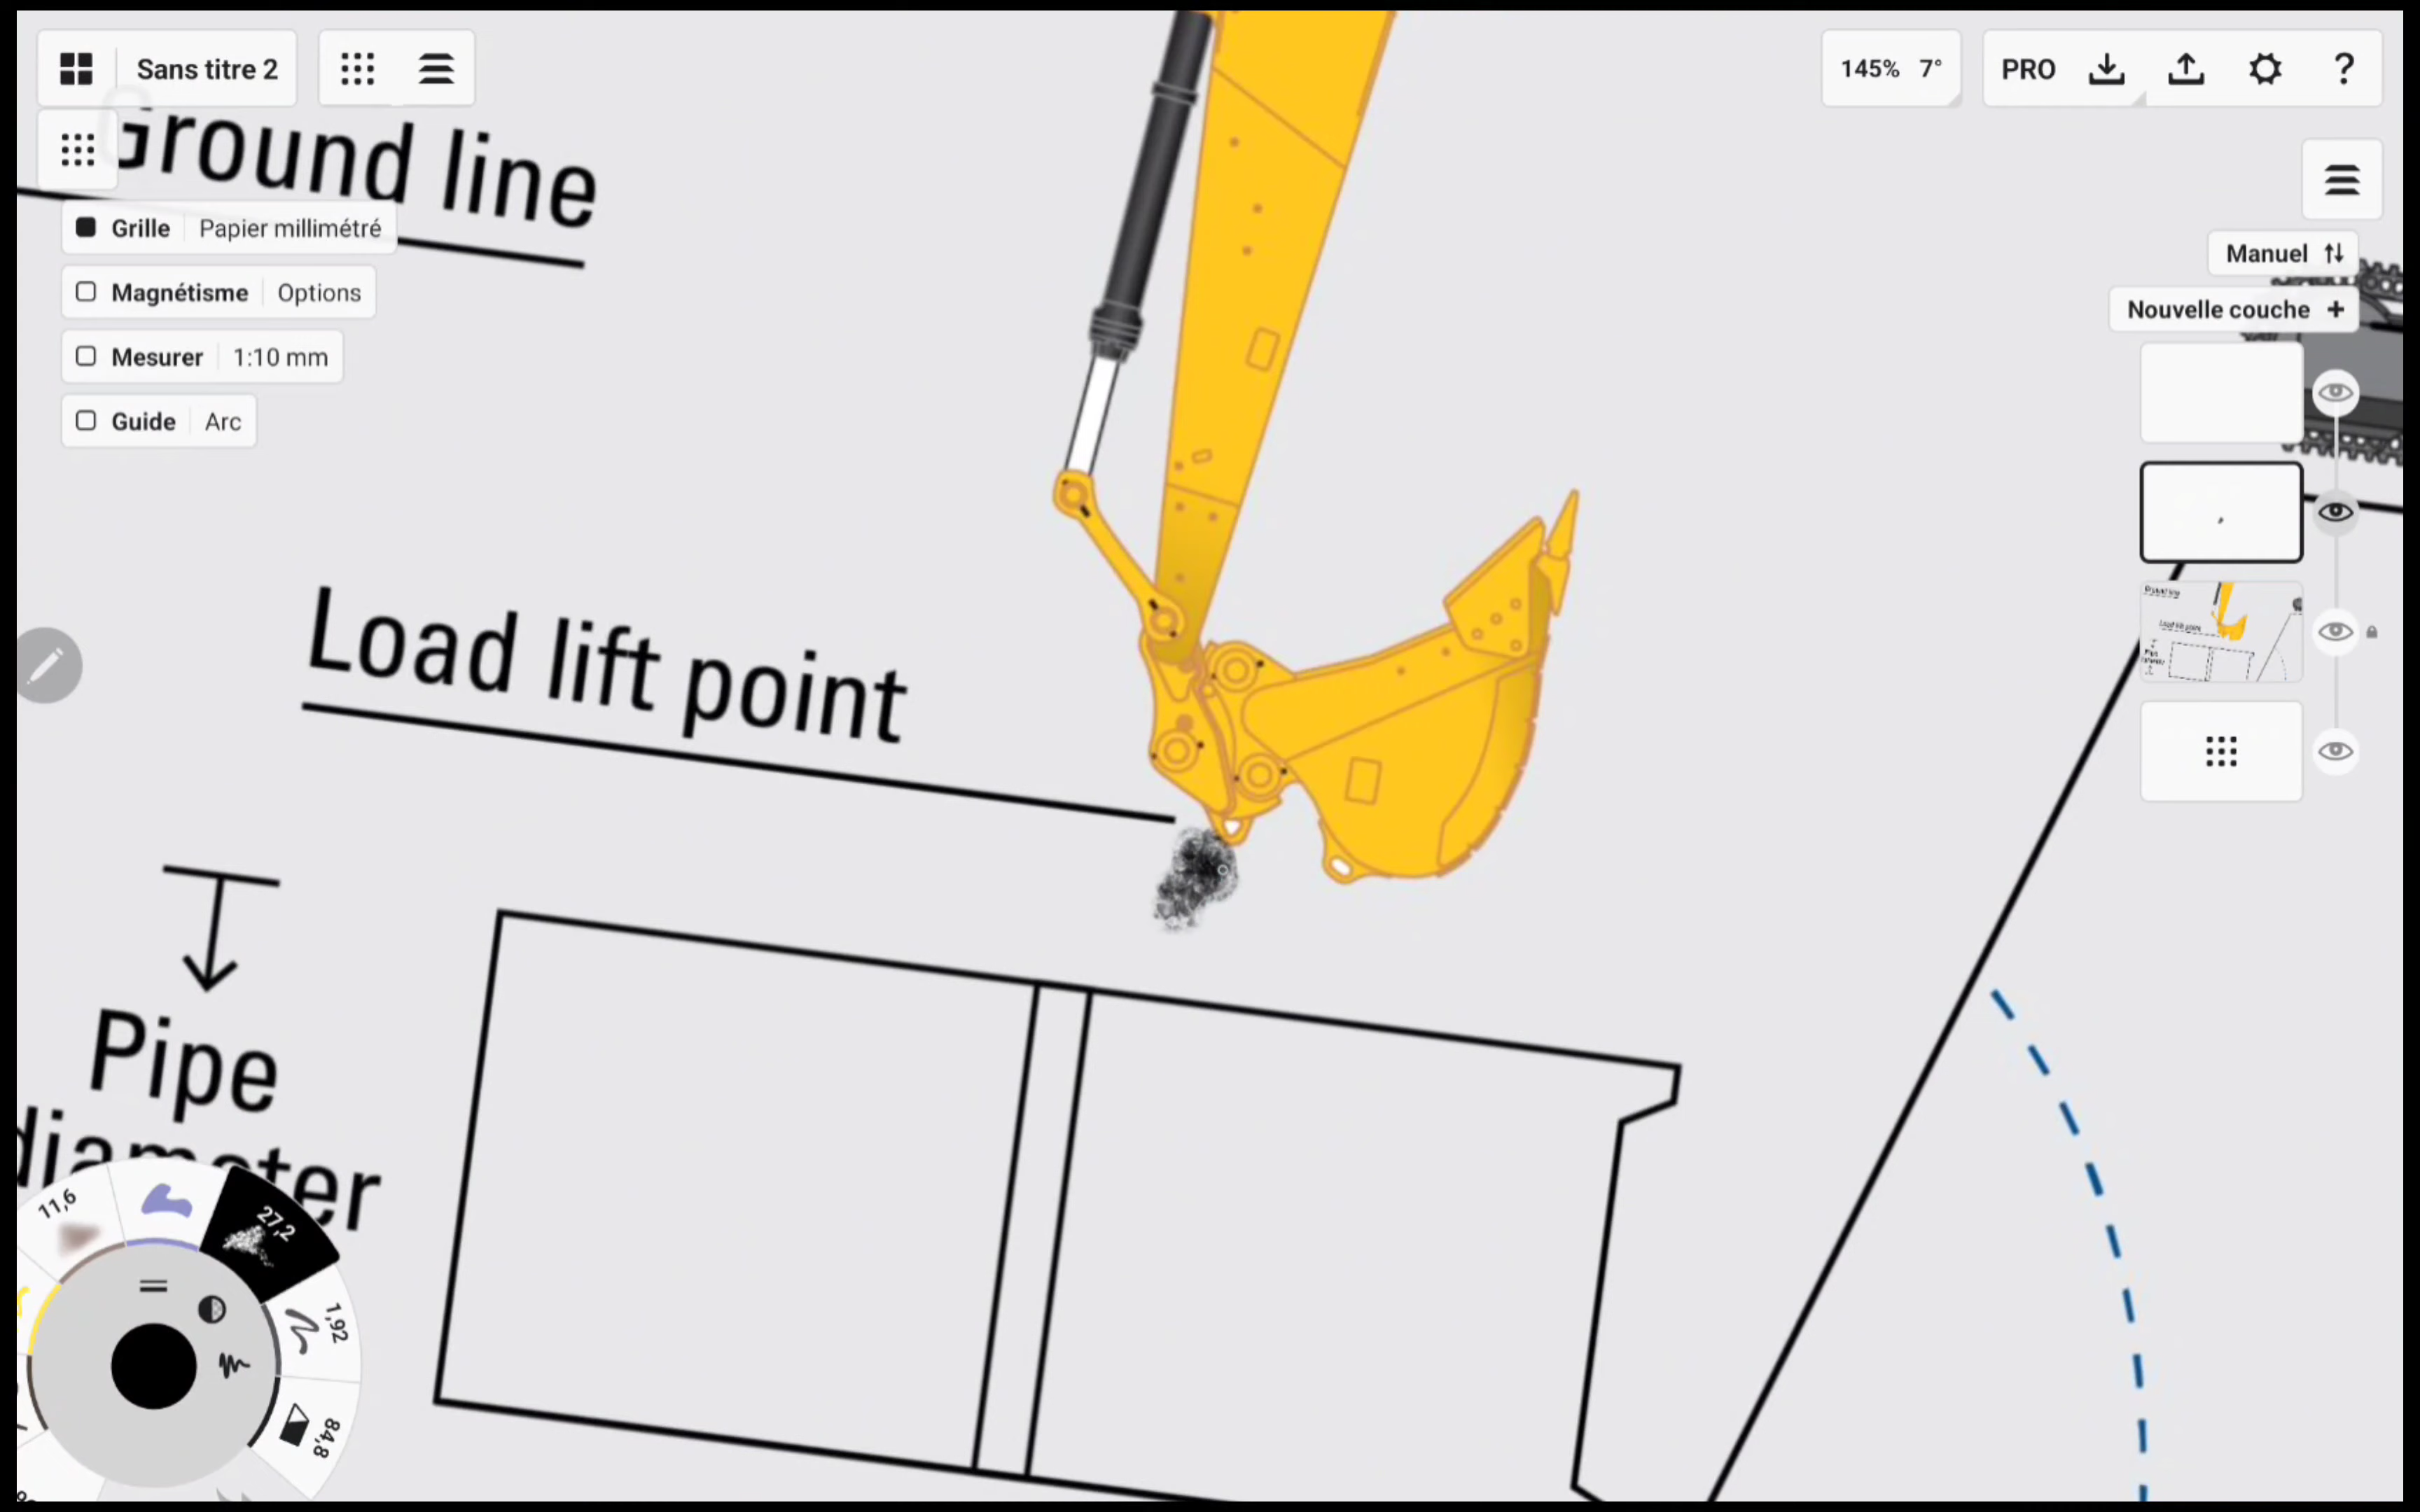 Sans titre 2
145% 7°
PRO
?
Ground line
Grille Papier millimétré
Magnétisme Options
Mesurer 1:10 mm
Guide Arc
Manuel
Nouvelle couche +
Load lift point
Pipe
diameter
11,6
27,2
1,92
84,8